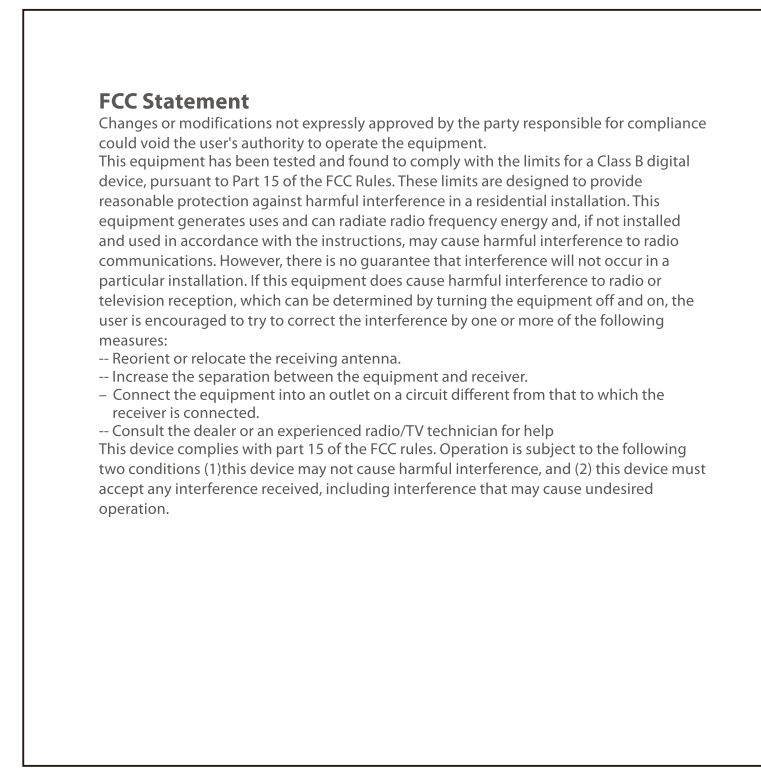 FCC Statement
Changes or modifications not expressly approved by the party responsible for compliance
could void the user's authority to operate the equipment.
This equipment has been tested and found to comply with the limits for a Class B digital
device, pursuant to Part 15 of the FCC Rules. These limits are designed to provide
reasonable protection against harmful interference in a residential installation. This
equipment generates uses and can radiate radio frequency energy and, if not installed
and used in accordance with the instructions, may cause harmful interference to radio
communications. However, there is no guarantee that interference will not occur in a
particular installation. If this equipment does cause harmful interference to radio or
television reception, which can be determined by turning the equipment off and on, the
user is encouraged to try to correct the interference by one or more of the following
measures:
-- Reorient or relocate the receiving antenna.
-- Increase the separation between the equipment and receiver.
– Connect the equipment into an outlet on a circuit different from that to which the
receiver is connected.
-- Consult the dealer or an experienced radio/TV technician for help
This device complies with part 15 of the FCC rules. Operation is subject to the following
two conditions (1)this device may not cause harmful interference, and (2) this device must
accept any interference received, including interference that may cause undesired
operation.